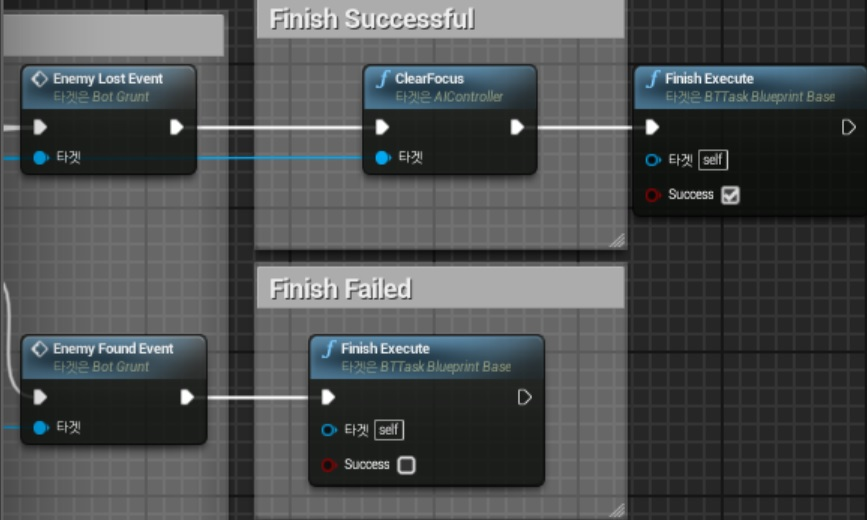 Finish Successful
Enemy Lost Event
타겟은 Bot Grunt
타겟
ClearFocus
타겟은 AIController
타겟
Finish Execute
타겟은 BTTask Blueprint Base
타겟 self
Success
Finish Failed
Enemy Found Event
타겟은 Bot Grunt
타겟
Finish Execute
타겟은 BTTask Blueprint Base
타겟 self
Success